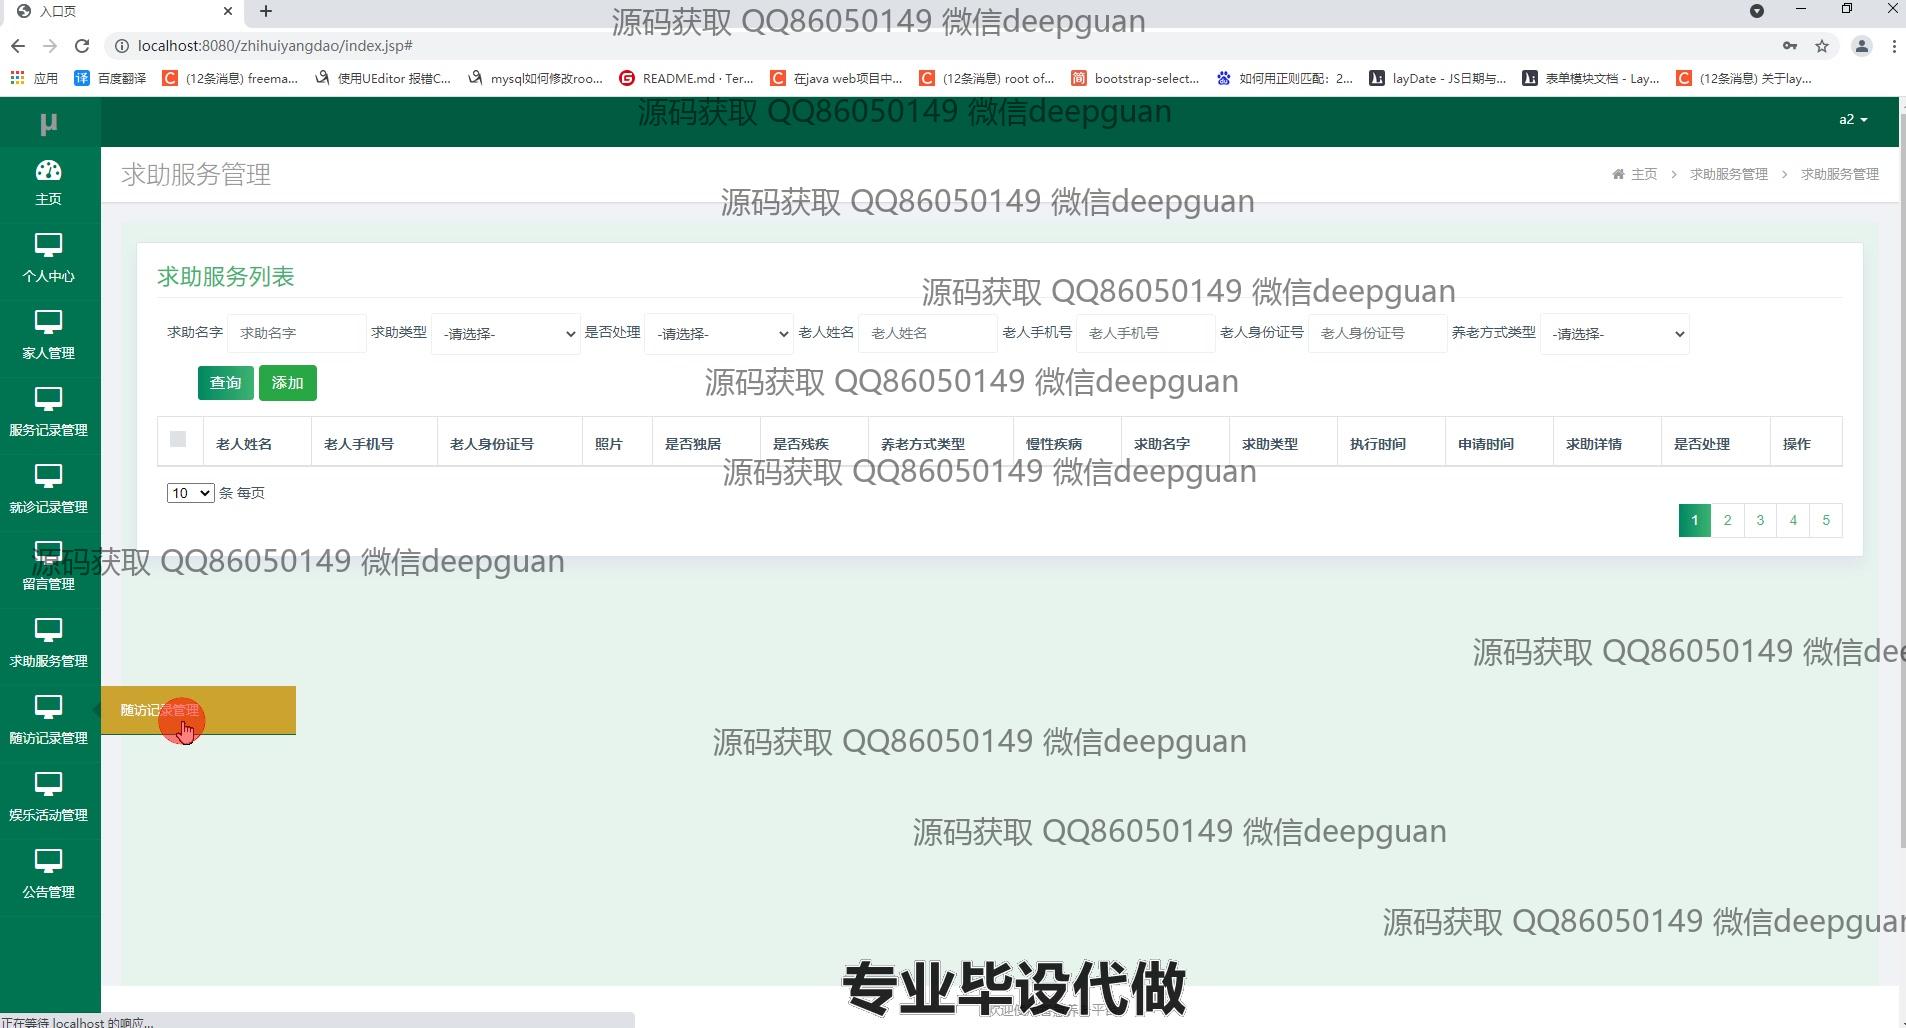 入口页
源码获取 QQ86050149 微信deepguan
localhost:8080/zhihuiyangdao/index.jsp#
应用 百度翻译 (12条消息) freema... 使用UEditor 报错C... mysql如何修改roo... README.md · Ter... 在java web项目中... (12条消息) root of... bootstrap-select... 如何用正则匹配：2... layDate - JS日期与... 表单模块文档 - Lay... (12条消息) 关于lay...
μ
源码获取 QQ86050149 微信deepguan
a2
主页
求助服务管理
主页 > 求助服务管理 > 求助服务管理
源码获取 QQ86050149 微信deepguan
个人中心
求助服务列表
源码获取 QQ86050149 微信deepguan
求助名字 求助名字 求助类型 -请选择- 是否处理 -请选择- 老人姓名 老人姓名 老人手机号 老人手机号 老人身份证号 老人身份证号 养老方式类型 -请选择-
家人管理
查询 添加
源码获取 QQ86050149 微信deepguan
服务记录管理
老人姓名 老人手机号 老人身份证号 照片 是否独居 是否残疾 养老方式类型 慢性疾病 求助名字 求助类型 执行时间 申请时间 求助详情 是否处理 操作
源码获取 QQ86050149 微信deepguan
10 条 每页
就诊记录管理
1 2 3 4 5
源码获取 QQ86050149 微信deepguan
留言管理
求助服务管理
源码获取 QQ86050149 微信dee
随访记录管理
随访记录管理
源码获取 QQ86050149 微信deepguan
娱乐活动管理
源码获取 QQ86050149 微信deepguan
公告管理
源码获取 QQ86050149 微信deepguan
专业毕设代做
正在等待 localhost 的响应...